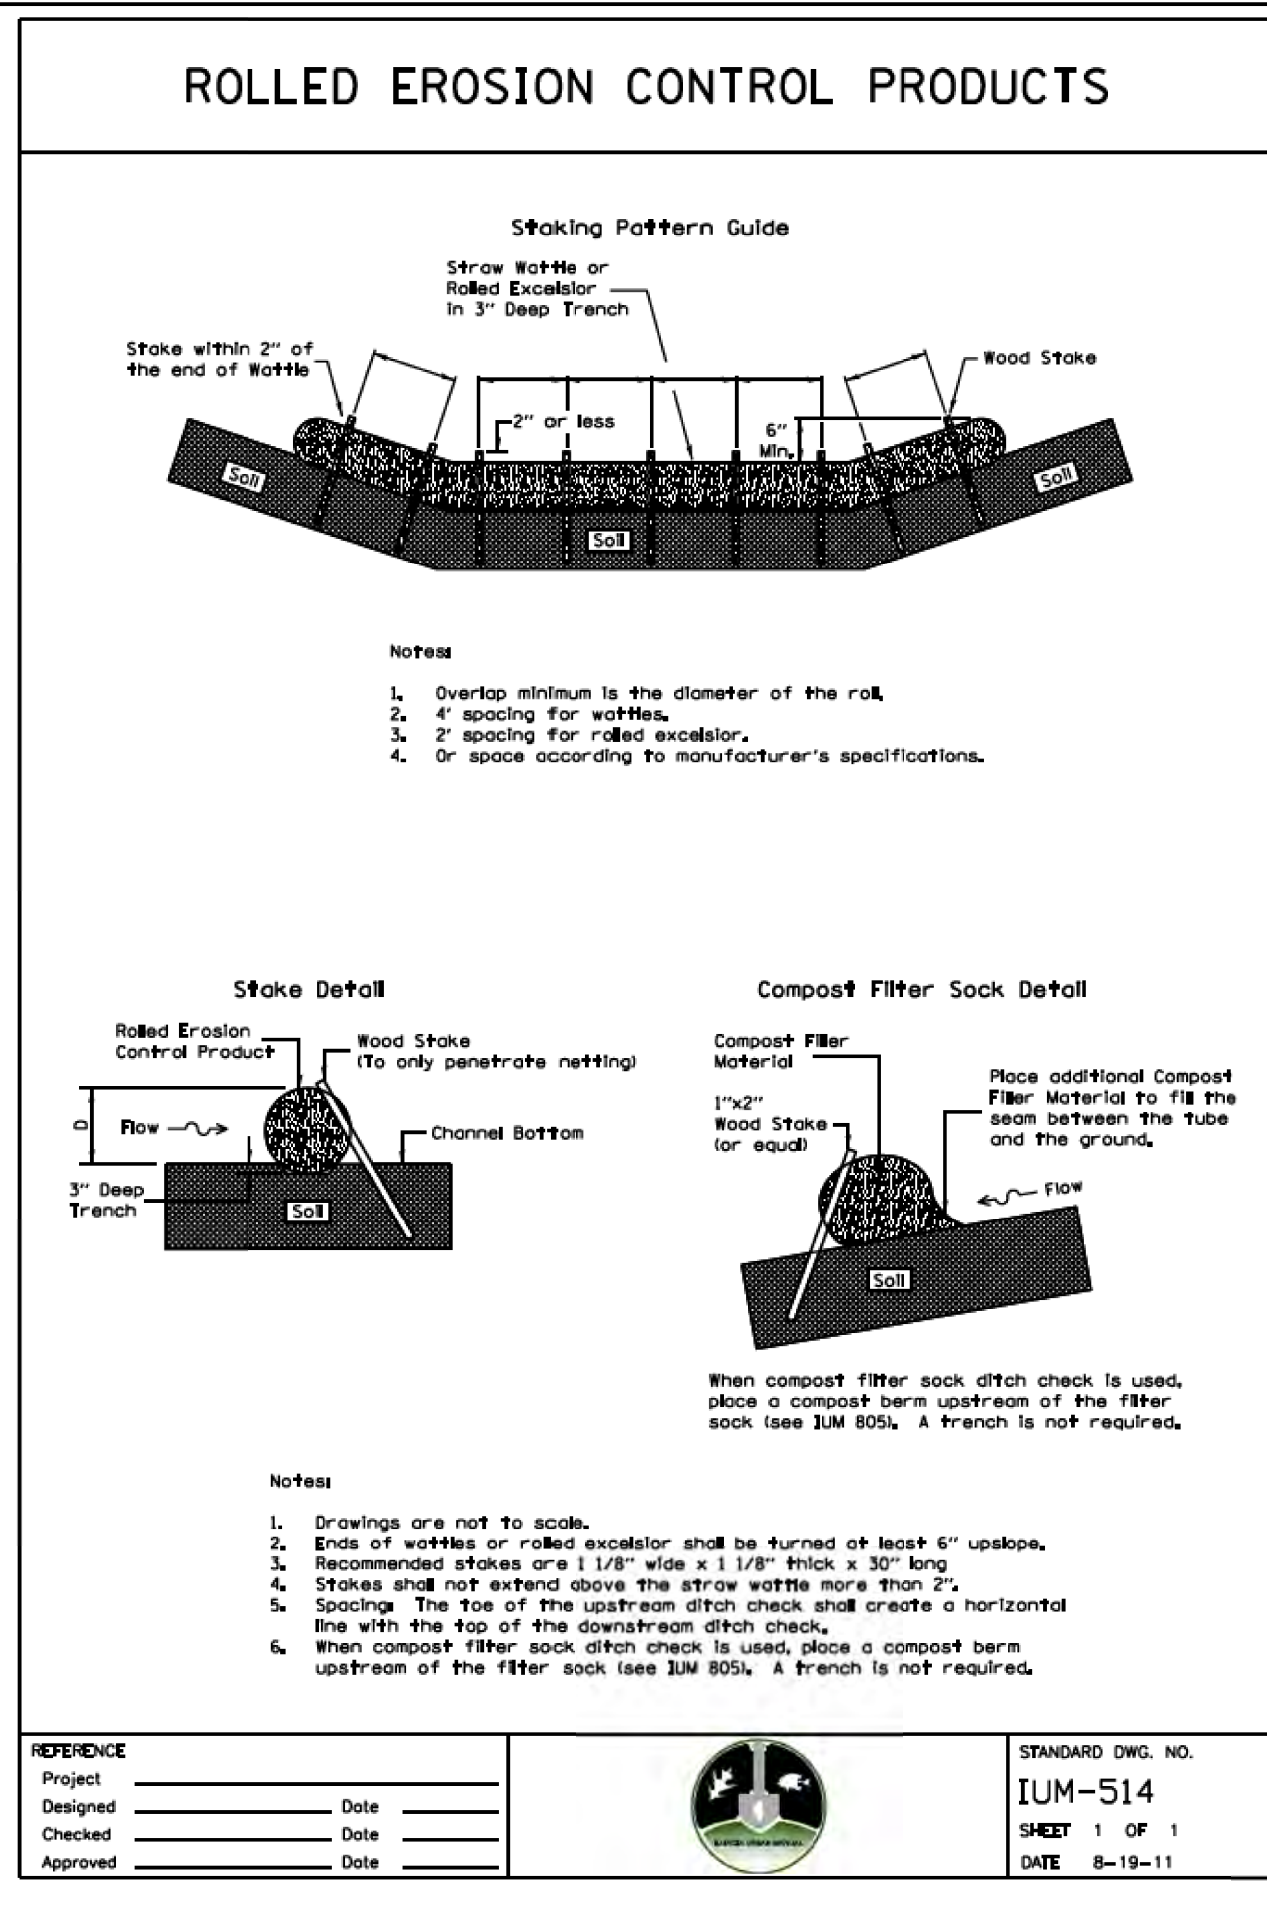 ROLLED EROSION CONTROL PRODUCTS
Staking Pattern Guide
Straw Wattle or
Rolled Excelsior
in 3" Deep Trench
Stake within 2" of
the end of Wattle
Wood Stake
2" or less
6"
Min.
Soil
Soil
Soil
Notes:
1. Overlap minimum is the diameter of the roll.
2. 4' spacing for wattles.
3. 2' spacing for rolled excelsior.
4. Or space according to manufacturer's specifications.
Stake Detail
Rolled Erosion
Control Product
Wood Stake
(To only penetrate netting)
D
Flow
Channel Bottom
3" Deep
Trench
Soil
Compost Filter Sock Detail
Compost Filler
Material
1"x2"
Wood Stake
(or equal)
Place additional Compost
Filler Material to fill the
seam between the tube
and the ground.
Flow
Soil
When compost filter sock ditch check is used,
place a compost berm upstream of the filter
sock (see IUM 805). A trench is not required.
Notes:
1. Drawings are not to scale.
2. Ends of wattles or rolled excelsior shall be turned at least 6" upslope.
3. Recommended stakes are 1 1/8" wide x 1 1/8" thick x 30" long
4. Stakes shall not extend above the straw wattle more than 2".
5. Spacing: The toe of the upstream ditch check shall create a horizontal
line with the top of the downstream ditch check.
6. When compost filter sock ditch check is used, place a compost berm
upstream of the filter sock (see IUM 805). A trench is not required.
REFERENCE
Project
Designed Date
Checked Date
Approved Date
STANDARD DWG. NO.
IUM-514
SHEET 1 OF 1
DATE 8-19-11